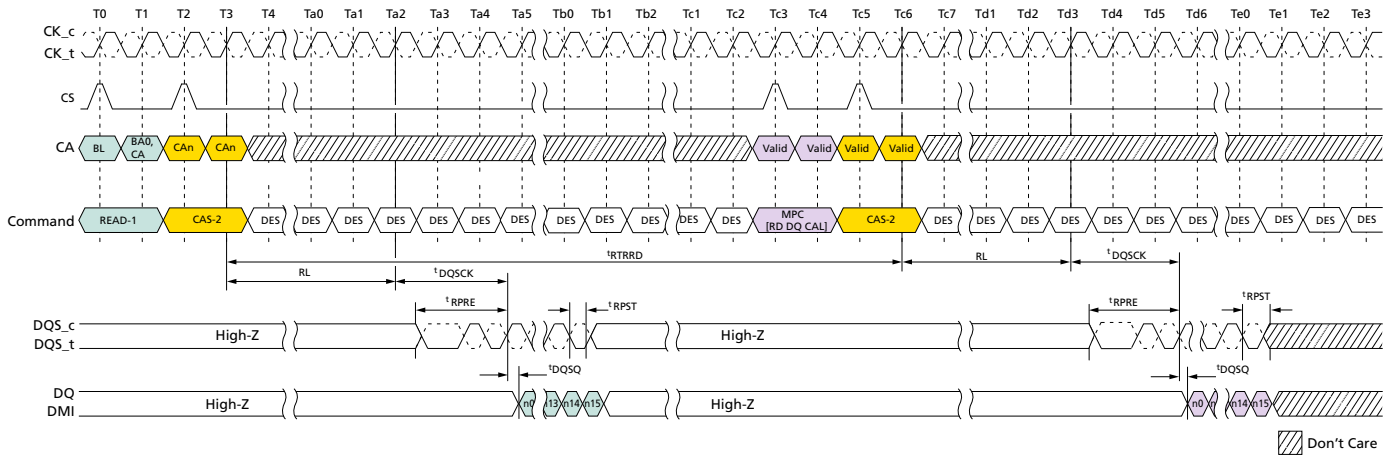 T0 T1 T2 T3 T4 Ta0 Ta1 Ta2 Ta3 Ta4 Ta5 Tb0 Tb1 Tb2 Tc1 Tc2 Tc3 Tc4 Tc5 Tc6 Tc7 Td1 Td2 Td3 Td4 Td5 Td6 Te0 Te1 Te2 Te3
CK_c
CK_t
CS
CA BL BA0, CA CAn CAn Valid Valid Valid Valid
Command READ-1 CAS-2 DES DES DES DES DES DES DES DES DES DES DES DES MPC [RD DQ CAL] CAS-2 DES DES DES DES DES DES DES DES DES DES DES
tRTRRD
RL tDQSCK RL tDQSCK
tRPRE tRPST tRPRE tRPST
DQS_c
DQS_t High-Z High-Z
tDQSQ tDQSQ
DQ
DMI High-Z n0 n13 n14 n15 High-Z n0 n14 n15
Don't Care